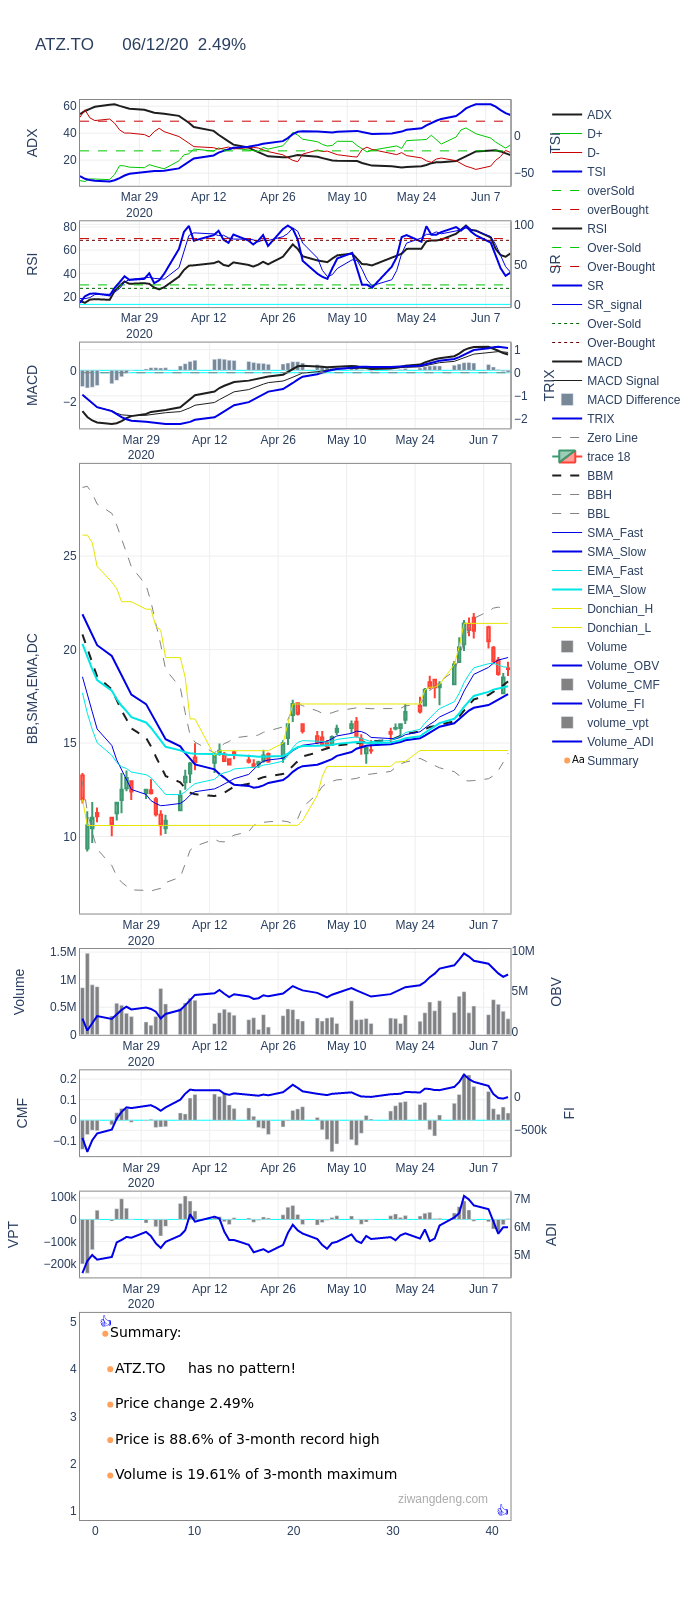 ATZ.TO 06/12/20 2.49%
ADX
60
40
20
0
−50
TSI
Mar 29 Apr 12 Apr 26 May 10 May 24 Jun 7
2020
RSI
80
60
40
20
100
50
0
SR
Mar 29 Apr 12 Apr 26 May 10 May 24 Jun 7
2020
MACD
0
−2
1
0
−1
−2
TRIX
Mar 29 Apr 12 Apr 26 May 10 May 24 Jun 7
2020
BB,SMA,EMA,DC
25
20
15
10
Mar 29 Apr 12 Apr 26 May 10 May 24 Jun 7
2020
Volume
1.5M
1M
0.5M
0
10M
5M
0
OBV
Mar 29 Apr 12 Apr 26 May 10 May 24 Jun 7
2020
CMF
0.2
0.1
0
−0.1
0
−500k
FI
Mar 29 Apr 12 Apr 26 May 10 May 24 Jun 7
2020
VPT
100k
0
−100k
−200k
7M
6M
5M
ADI
Mar 29 Apr 12 Apr 26 May 10 May 24 Jun 7
2020
5
4
3
2
1
Summary:
ATZ.TO has no pattern!
Price change 2.49%
Price is 88.6% of 3-month record high
Volume is 19.61% of 3-month maximum
ziwangdeng.com
0 10 20 30 40
ADX
D+
D-
TSI
overSold
overBought
RSI
Over-Sold
Over-Bought
SR
SR_signal
Over-Sold
Over-Bought
MACD
MACD Signal
MACD Difference
TRIX
Zero Line
trace 18
BBM
BBH
BBL
SMA_Fast
SMA_Slow
EMA_Fast
EMA_Slow
Donchian_H
Donchian_L
Volume
Volume_OBV
Volume_CMF
Volume_FI
volume_vpt
Volume_ADI
Aa Summary